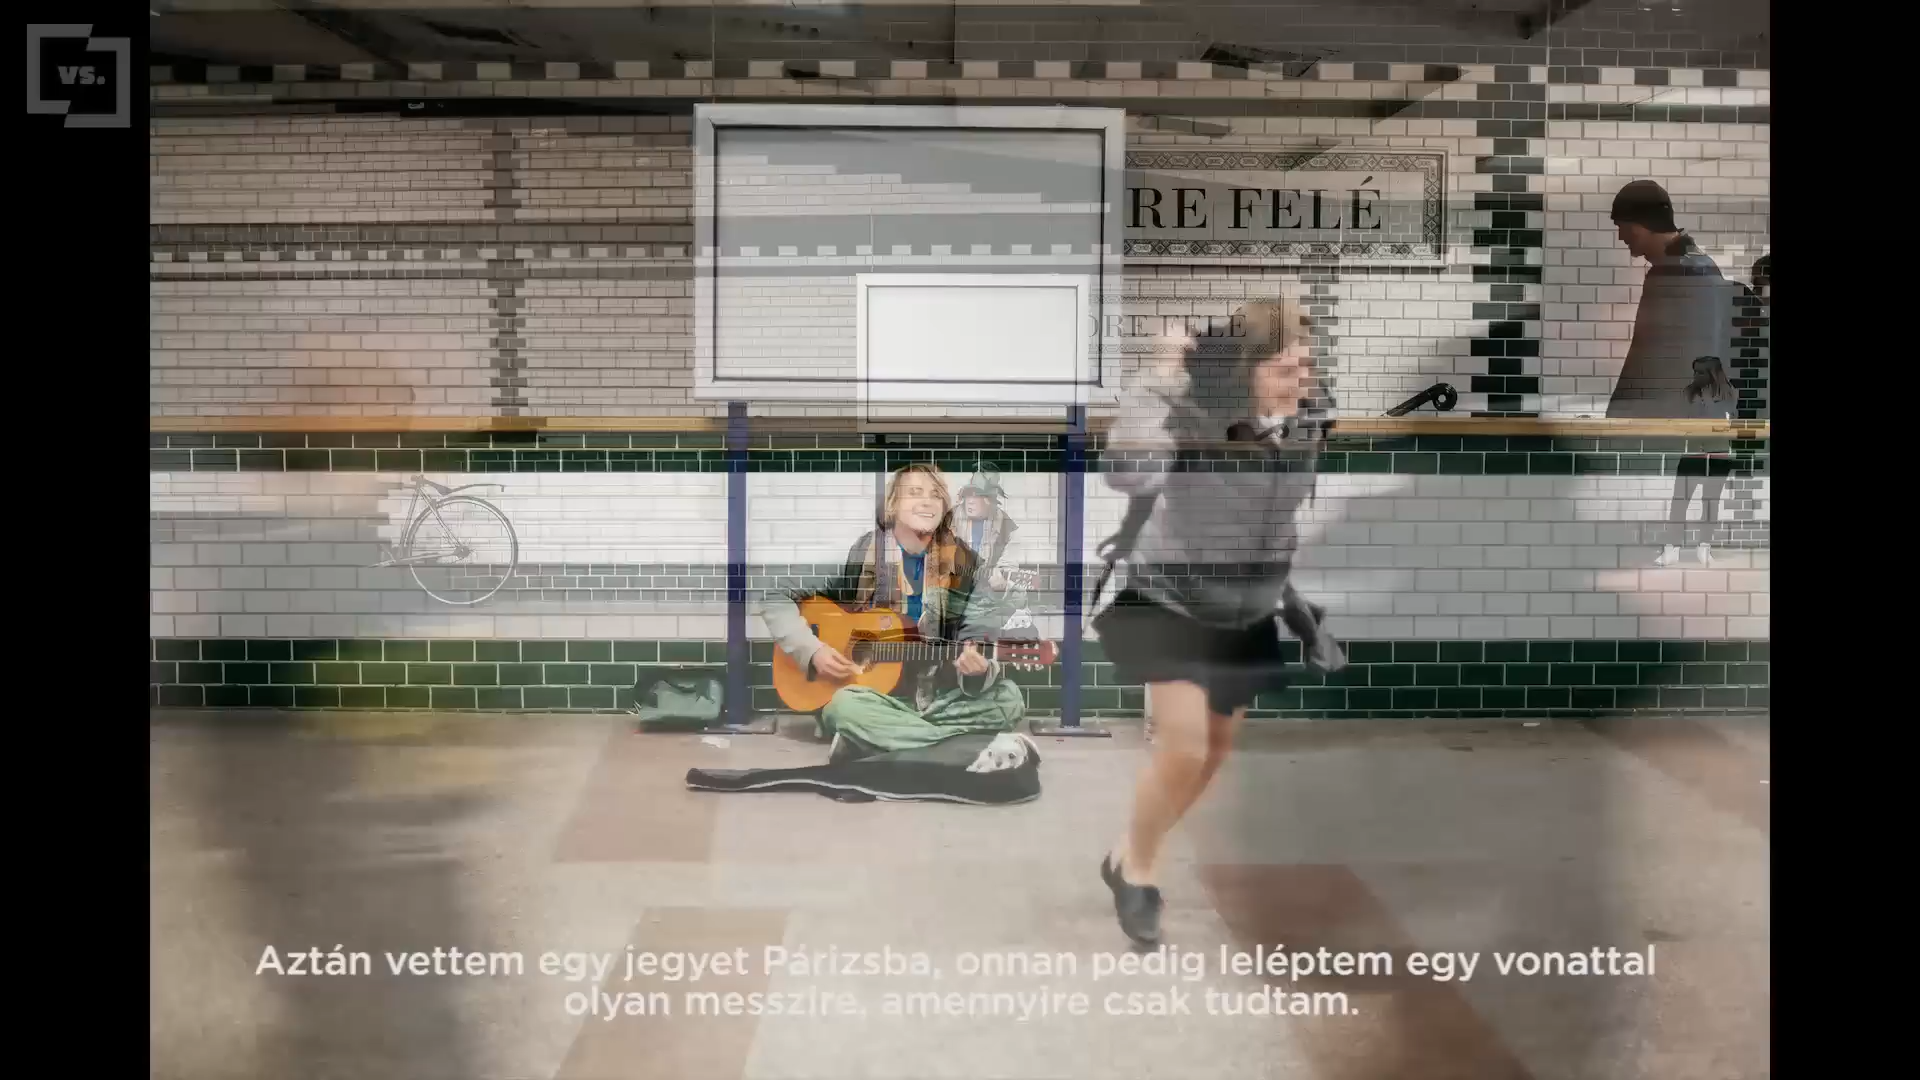 vs.
RE FELÉ
ORE FELÉ
Aztán vettem egy jegyet Párizsba, onnan pedig leléptem egy vonattal
olyan messzire, amennyire csak tudtam.